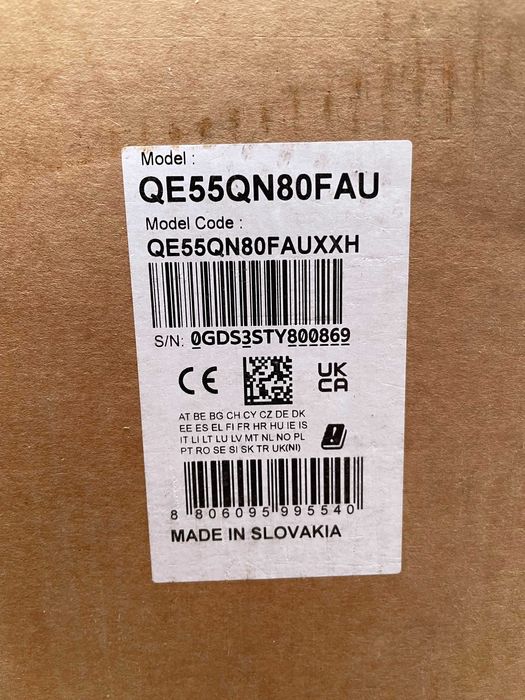 Model :
QE55QN80FAU
Model Code :
QE55QN80FAUXXH
S/N: 0GDS3STY800869
CE
UK
CA
AT BE BG CH CY CZ DE DK
EE ES EL FI FR HR HU IE IS
IT LI LT LU LV MT NL NO PL
PT RO SE SI SK TR UK(NI)
8 806095 995540
MADE IN SLOVAKIA